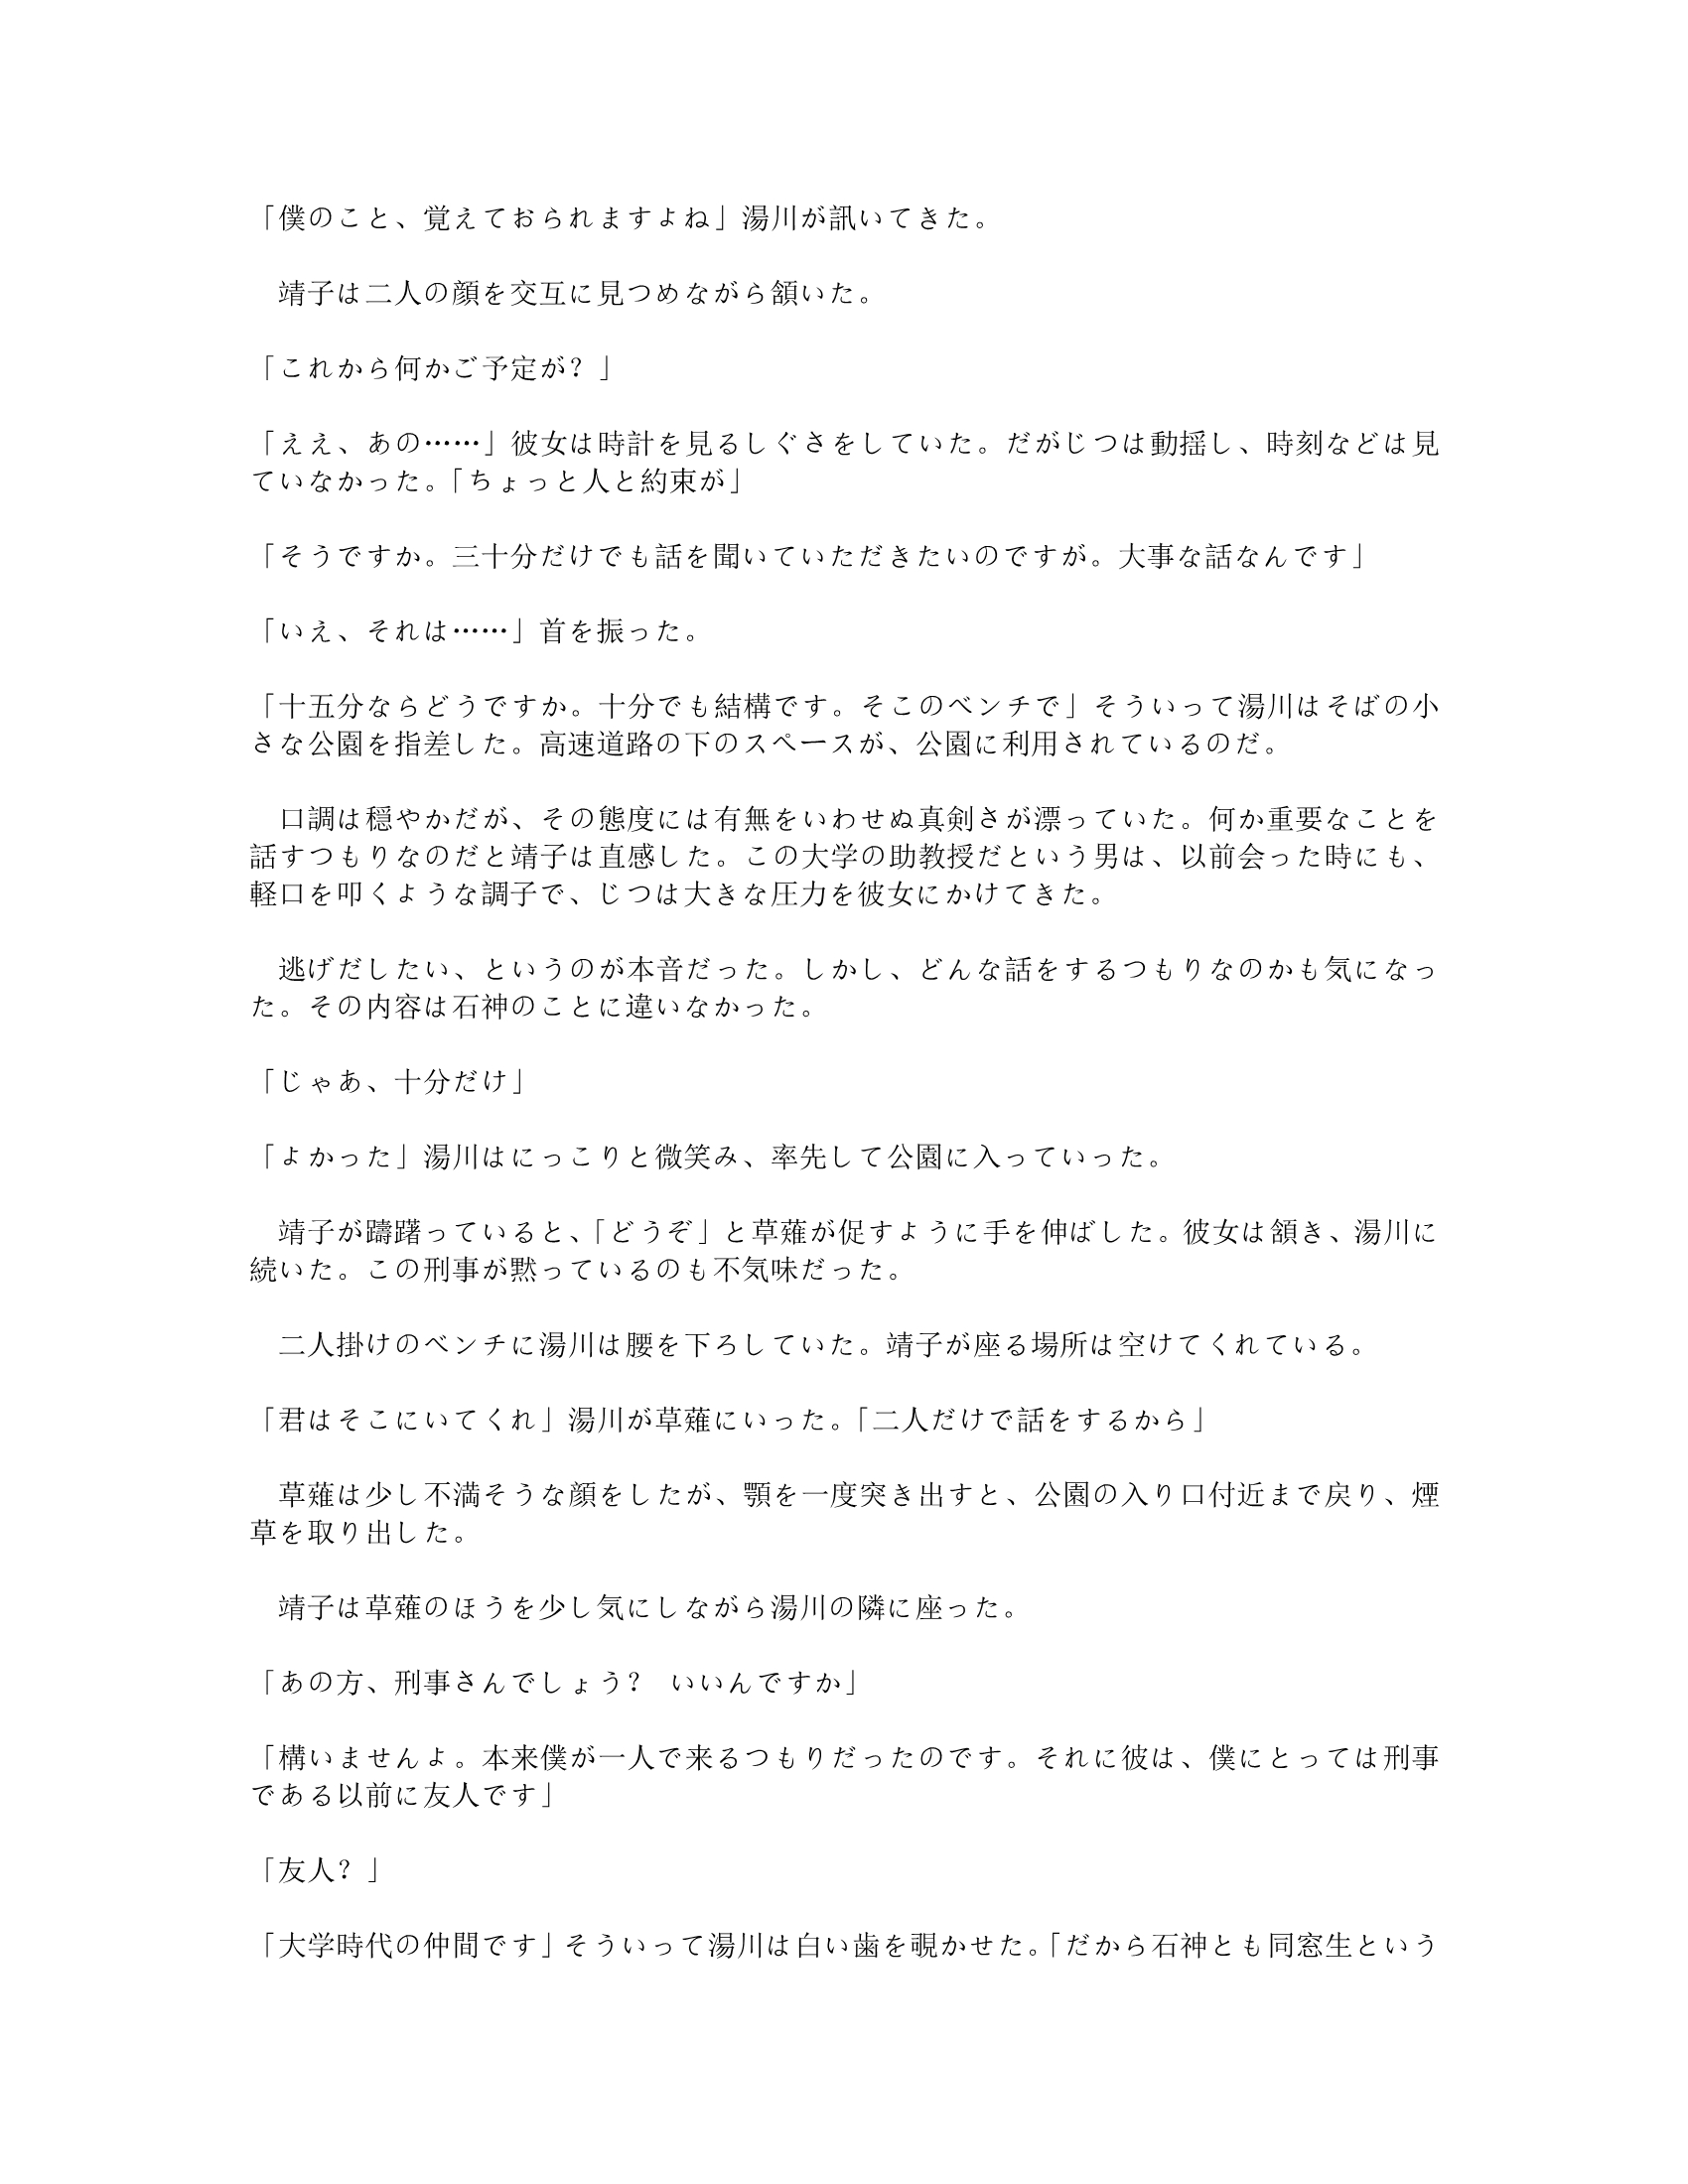 「僕のこと、覚えておられますよね」湯川が訊いてきた。
　靖子は二人の顔を交互に見つめながら頷いた。
「これから何かご予定が？」
「ええ、あの……」彼女は時計を見るしぐさをしていた。だがじつは動揺し、時刻などは見
ていなかった。「ちょっと人と約束が」
「そうですか。三十分だけでも話を聞いていただきたいのですが。大事な話なんです」
「いえ、それは……」首を振った。
「十五分ならどうですか。十分でも結構です。そこのベンチで」そういって湯川はそばの小
さな公園を指差した。高速道路の下のスペースが、公園に利用されているのだ。
　口調は穏やかだが、その態度には有無をいわせぬ真剣さが漂っていた。何か重要なことを
話すつもりなのだと靖子は直感した。この大学の助教授だという男は、以前会った時にも、
軽口を叩くような調子で、じつは大きな圧力を彼女にかけてきた。
　逃げだしたい、というのが本音だった。しかし、どんな話をするつもりなのかも気になっ
た。その内容は石神のことに違いなかった。
「じゃあ、十分だけ」
「よかった」湯川はにっこりと微笑み、率先して公園に入っていった。
　靖子が躊躇っていると、「どうぞ」と草薙が促すように手を伸ばした。彼女は頷き、湯川に
続いた。この刑事が黙っているのも不気味だった。
　二人掛けのベンチに湯川は腰を下ろしていた。靖子が座る場所は空けてくれている。
「君はそこにいてくれ」湯川が草薙にいった。「二人だけで話をするから」
　草薙は少し不満そうな顔をしたが、顎を一度突き出すと、公園の入り口付近まで戻り、煙
草を取り出した。
　靖子は草薙のほうを少し気にしながら湯川の隣に座った。
「あの方、刑事さんでしょう？　いいんですか」
「構いませんよ。本来僕が一人で来るつもりだったのです。それに彼は、僕にとっては刑事
である以前に友人です」
「友人？」
「大学時代の仲間です」そういって湯川は白い歯を覗かせた。「だから石神とも同窓生という